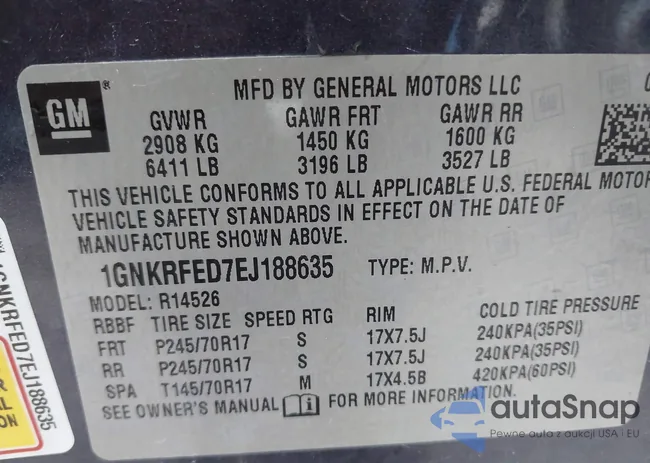 GM
MFD BY GENERAL MOTORS LLC
GVWR GAWR FRT GAWR RR
2908 KG 1450 KG 1600 KG
6411 LB 3196 LB 3527 LB
THIS VEHICLE CONFORMS TO ALL APPLICABLE U.S. FEDERAL MOTOR
VEHICLE SAFETY STANDARDS IN EFFECT ON THE DATE OF
MANUFACTURE SHOWN ABOVE.
1GNKRFED7EJ188635 TYPE: M.P.V.
MODEL: R14526
RBBF TIRE SIZE SPEED RTG RIM COLD TIRE PRESSURE
FRT P245/70R17 S 17X7.5J 240KPA(35PSI)
RR P245/70R17 S 17X7.5J 240KPA(35PSI)
SPA T145/70R17 M 17X4.5B 420KPA(60PSI)
SEE OWNER'S MANUAL i FOR MORE INFORMATION.
1GNKRFED7EJ188635
autoSnap
Pewne auta z aukcji USA · EU